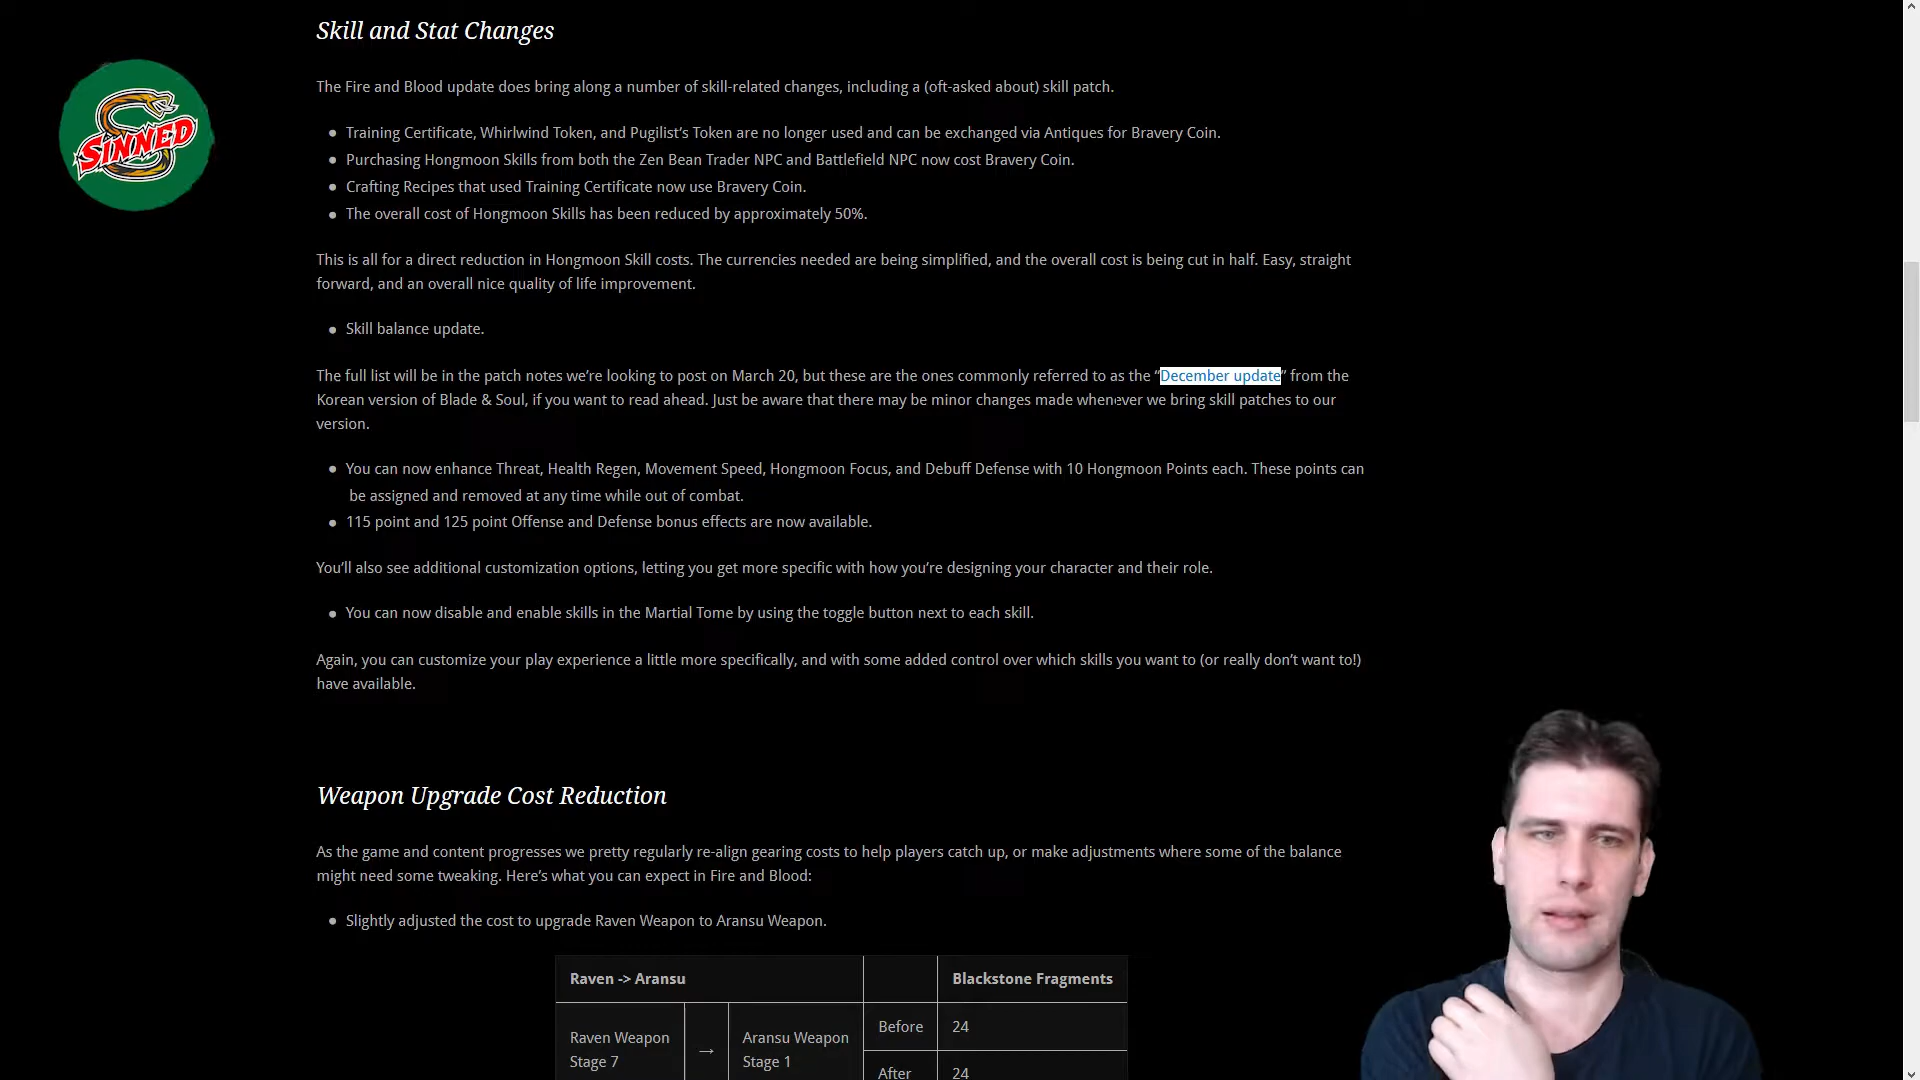 Skill and Stat Changes
SINNED
The Fire and Blood update does bring along a number of skill-related changes, including a (oft-asked about) skill patch.
● Training Certificate, Whirlwind Token, and Pugilist’s Token are no longer used and can be exchanged via Antiques for Bravery Coin.
● Purchasing Hongmoon Skills from both the Zen Bean Trader NPC and Battlefield NPC now cost Bravery Coin.
● Crafting Recipes that used Training Certificate now use Bravery Coin.
● The overall cost of Hongmoon Skills has been reduced by approximately 50%.
This is all for a direct reduction in Hongmoon Skill costs. The currencies needed are being simplified, and the overall cost is being cut in half. Easy, straight
forward, and an overall nice quality of life improvement.
● Skill balance update.
The full list will be in the patch notes we’re looking to post on March 20, but these are the ones commonly referred to as the “December update” from the
Korean version of Blade & Soul, if you want to read ahead. Just be aware that there may be minor changes made whenever we bring skill patches to our
version.
● You can now enhance Threat, Health Regen, Movement Speed, Hongmoon Focus, and Debuff Defense with 10 Hongmoon Points each. These points can
be assigned and removed at any time while out of combat.
● 115 point and 125 point Offense and Defense bonus effects are now available.
You’ll also see additional customization options, letting you get more specific with how you’re designing your character and their role.
● You can now disable and enable skills in the Martial Tome by using the toggle button next to each skill.
Again, you can customize your play experience a little more specifically, and with some added control over which skills you want to (or really don’t want to!)
have available.
Weapon Upgrade Cost Reduction
As the game and content progresses we pretty regularly re-align gearing costs to help players catch up, or make adjustments where some of the balance
might need some tweaking. Here’s what you can expect in Fire and Blood:
● Slightly adjusted the cost to upgrade Raven Weapon to Aransu Weapon.
Raven -> Aransu Blackstone Fragments
Raven Weapon
Stage 7
→
Aransu Weapon
Stage 1
Before 24
After 24